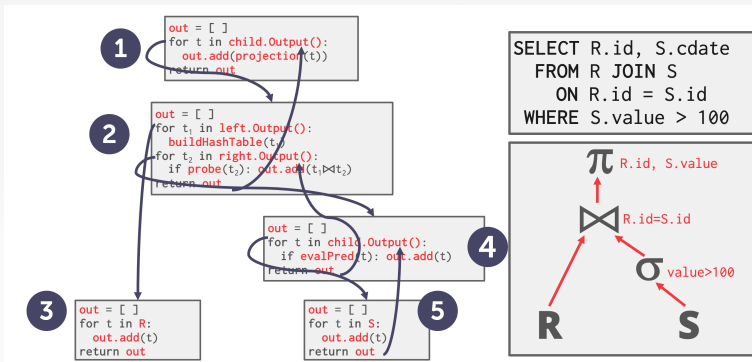 1
out = [ ]
for t in child.Output():
out.add(projection(t))
return out
2
out = [ ]
for t₁ in left.Output():
buildHashTable(t₁)
for t₂ in right.Output():
if probe(t₂): out.add(t₁⋈t₂)
return out
4
out = [ ]
for t in child.Output():
if evalPred(t): out.add(t)
return out
3
out = [ ]
for t in R:
out.add(t)
return out
5
out = [ ]
for t in S:
out.add(t)
return out
SELECT R.id, S.cdate
FROM R JOIN S
ON R.id = S.id
WHERE S.value > 100
π R.id, S.value
⋈ R.id=S.id
σ value>100
R S